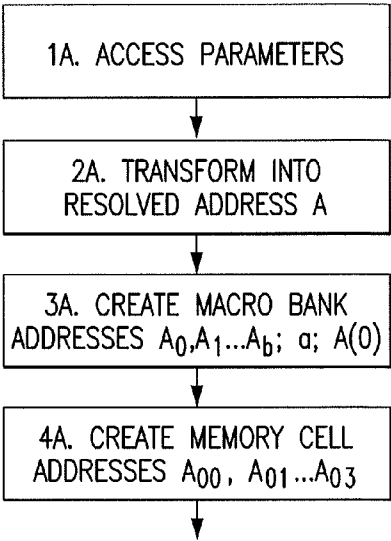 1A. ACCESS PARAMETERS
2A. TRANSFORM INTO
RESOLVED ADDRESS A
3A. CREATE MACRO BANK
ADDRESSES A₀,A₁...A_b; a; A(0)
4A. CREATE MEMORY CELL
ADDRESSES A₀₀, A₀₁...A₀₃